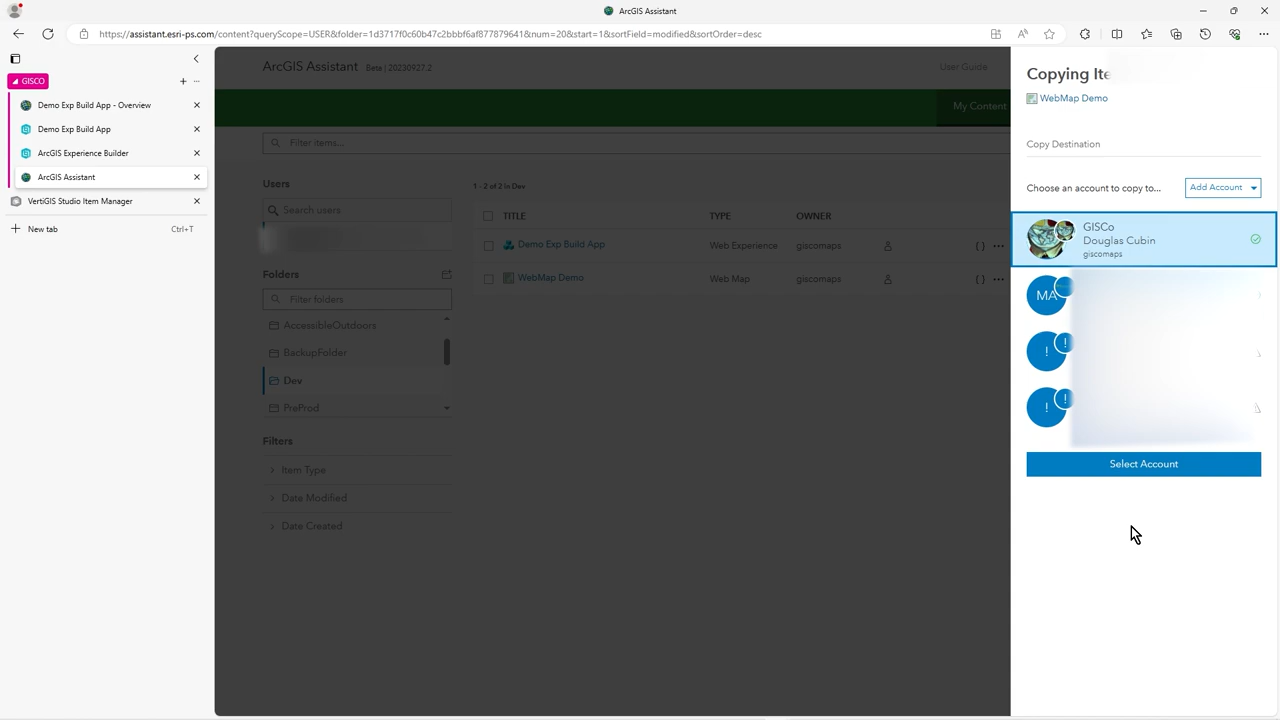 ArcGIS Assistant
https://assistant.esri-ps.com/content?queryScope=USER&folder=1d3717f0c60b47c2bbbf6af877879641&num=20&start=1&sortField=modified&sortOrder=desc
GISCO
Demo Exp Build App - Overview
Demo Exp Build App
ArcGIS Experience Builder
ArcGIS Assistant
VertiGIS Studio Item Manager
New tab
Ctrl+T
ArcGIS Assistant
Beta | 20230927.2
User Guide
My Content
Filter items...
Users
Search users
Folders
Filter folders
AccessibleOutdoors
BackupFolder
Dev
PreProd
Filters
Item Type
Date Modified
Date Created
1 - 2 of 2 in Dev
TITLE TYPE OWNER
Demo Exp Build App Web Experience giscomaps { }
WebMap Demo Web Map giscomaps { }
Copying Ite
WebMap Demo
Copy Destination
Choose an account to copy to... Add Account
GISCo
Douglas Cubin
giscomaps
MA
!
!
!
!
Select Account